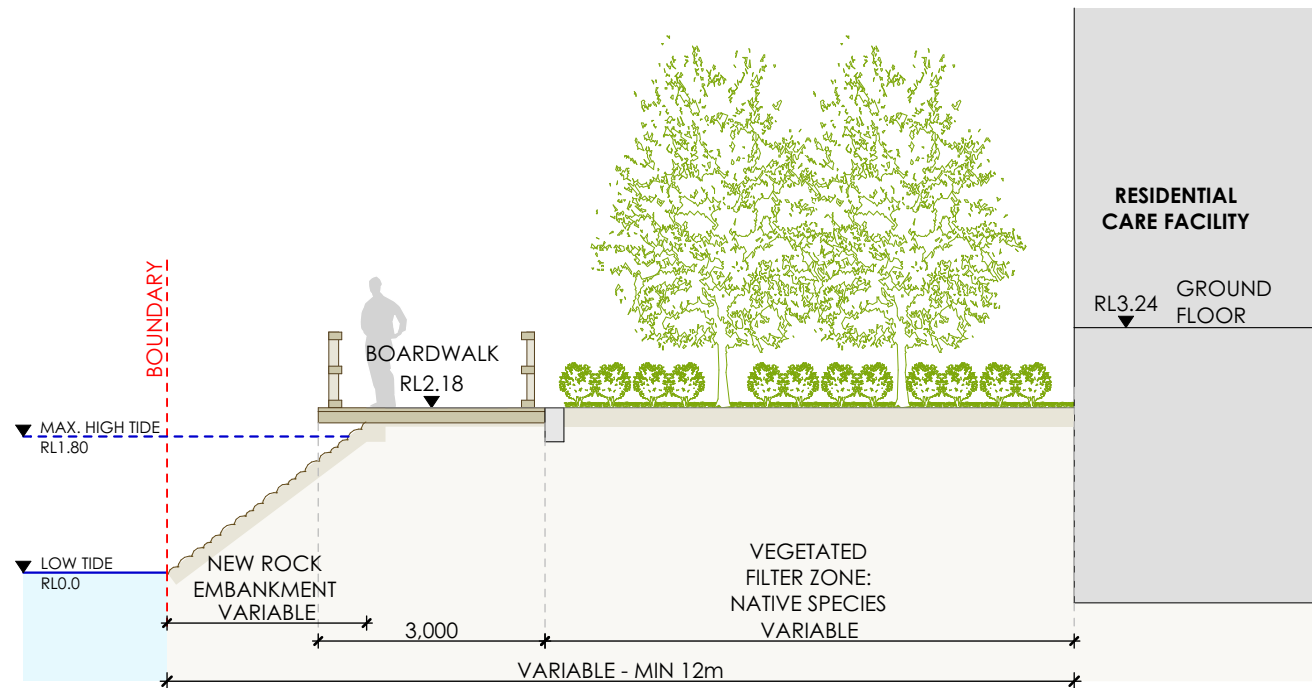 RESIDENTIAL
CARE FACILITY
BOUNDARY
RL3.24
GROUND
FLOOR
BOARDWALK
RL2.18
MAX. HIGH TIDE
RL1.80
LOW TIDE
RL0.0
NEW ROCK
EMBANKMENT
VARIABLE
VEGETATED
FILTER ZONE:
NATIVE SPECIES
VARIABLE
3,000
VARIABLE - MIN 12m